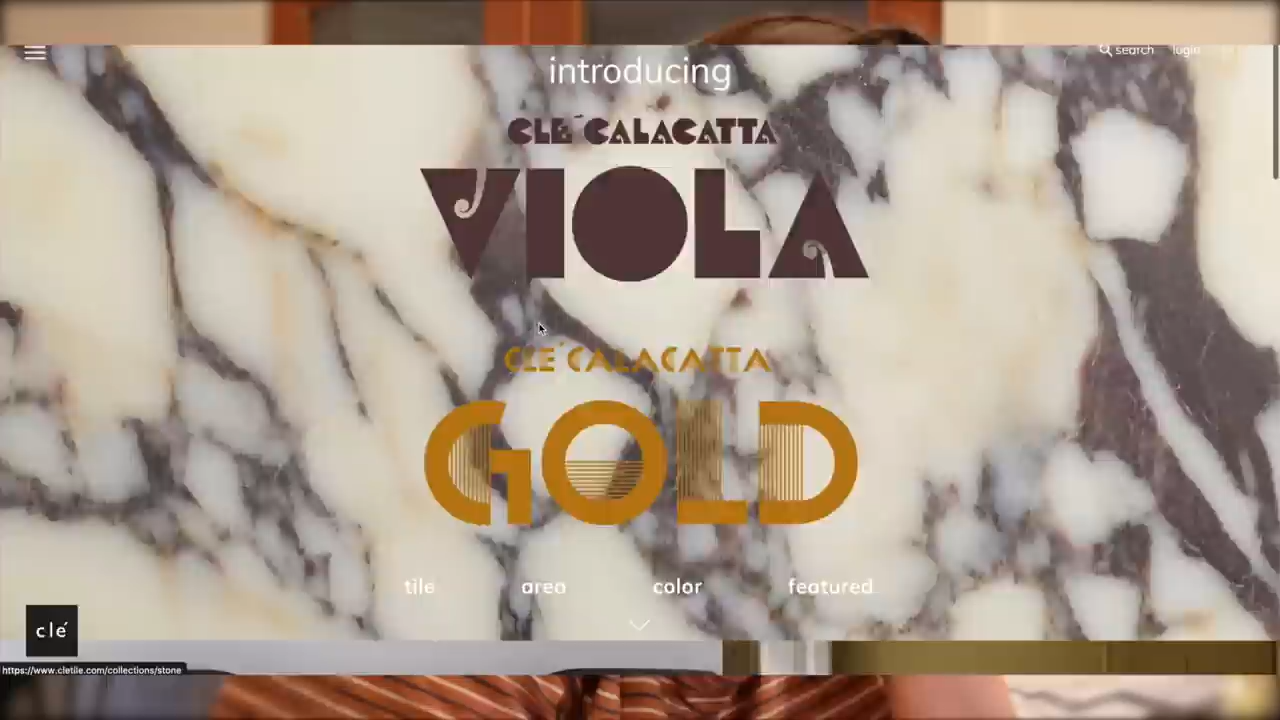 search login
introducing
CLÉ CALACATTA
VIOLA
CLÉ CALACATTA
GOLD
tile area color featured
clé
https://www.cletile.com/collections/stone